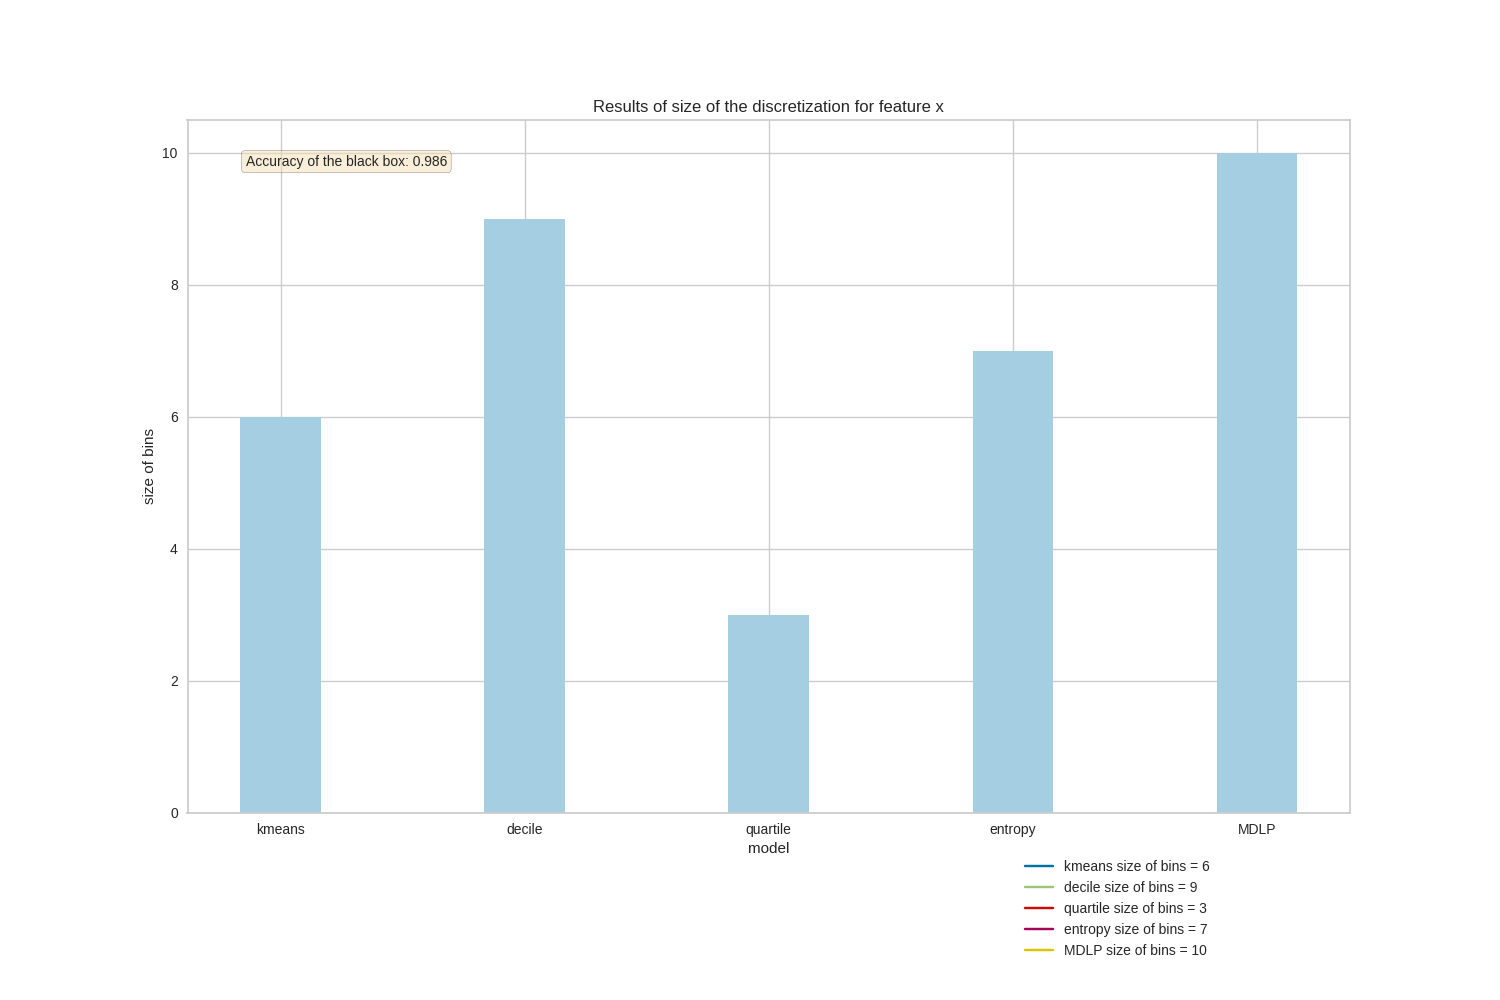 Results of size of the discretization for feature x
Accuracy of the black box: 0.986
10
8
6
4
2
0
size of bins
kmeans decile quartile entropy MDLP
model
kmeans size of bins = 6
decile size of bins = 9
quartile size of bins = 3
entropy size of bins = 7
MDLP size of bins = 10